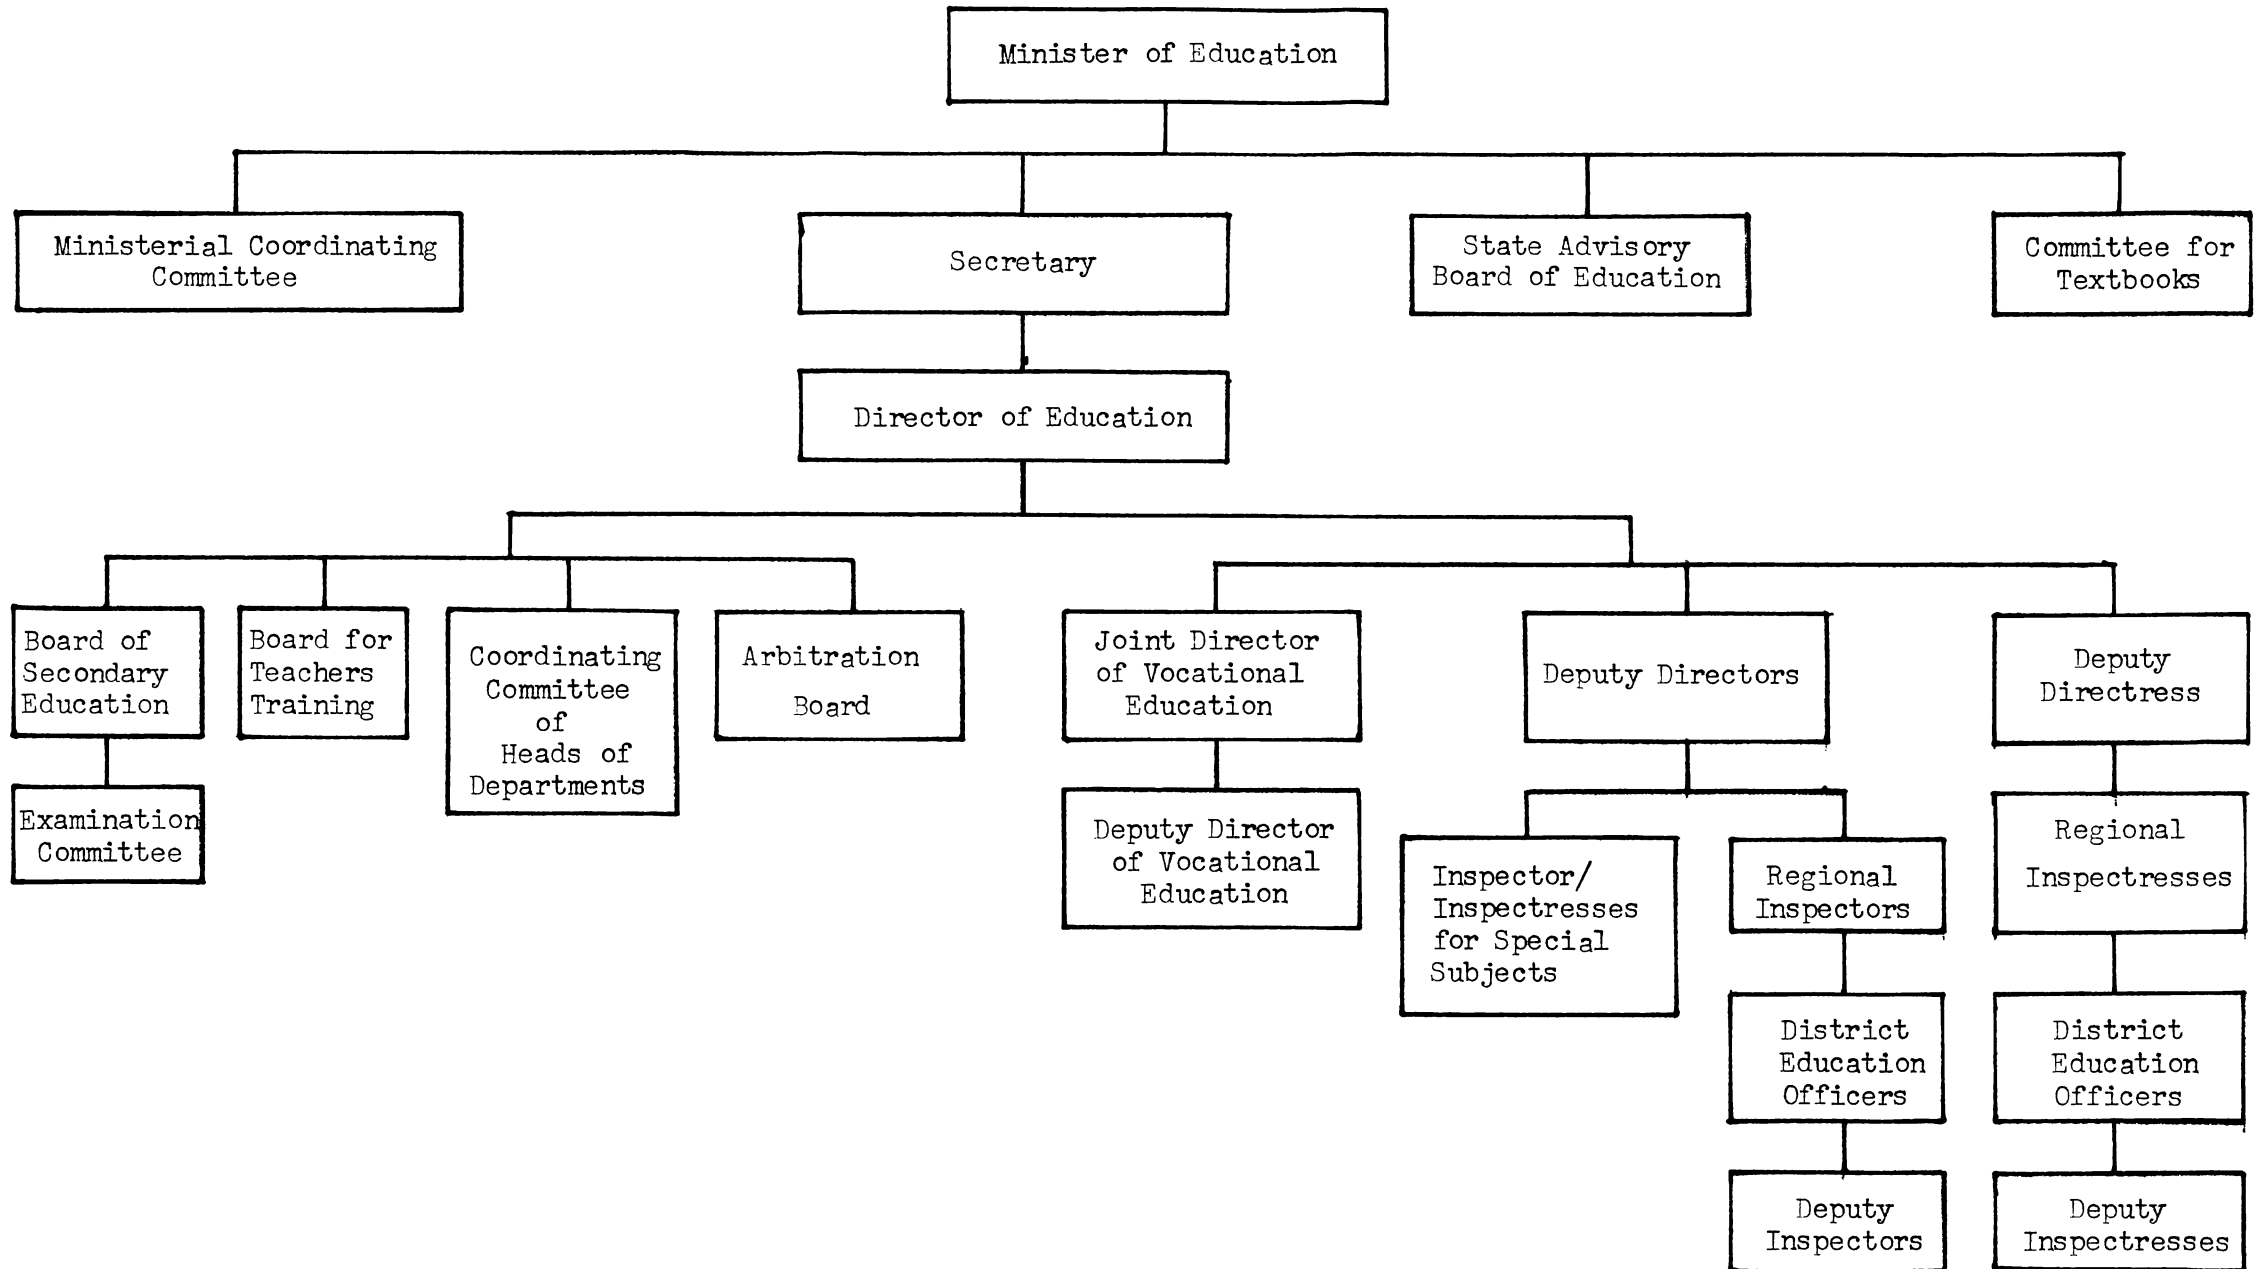 Minister of Education
Ministerial Coordinating
Committee
Secretary
State Advisory
Board of Education
Committee for
Textbooks
Director of Education
Board of
Secondary
Education
Board for
Teachers
Training
Coordinating
Committee
of
Heads of
Departments
Arbitration
Board
Joint Director
of Vocational
Education
Deputy Directors
Deputy
Directress
Examination
Committee
Deputy Director
of Vocational
Education
Inspector/
Inspectresses
for Special
Subjects
Regional
Inspectors
Regional
Inspectresses
District
Education
Officers
District
Education
Officers
Deputy
Inspectors
Deputy
Inspectresses